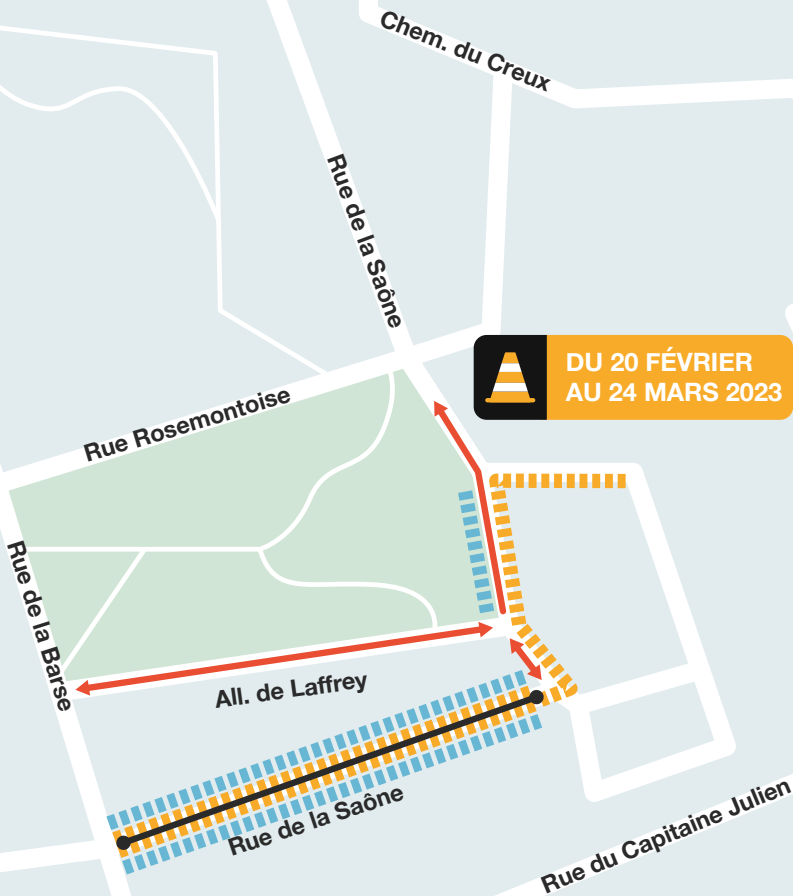 Chem. du Creux
Rue de la Saône
DU 20 FÉVRIER
AU 24 MARS 2023
Rue Rosemontoise
Rue de la Barse
All. de Laffrey
Rue de la Saône
Rue du Capitaine Julien